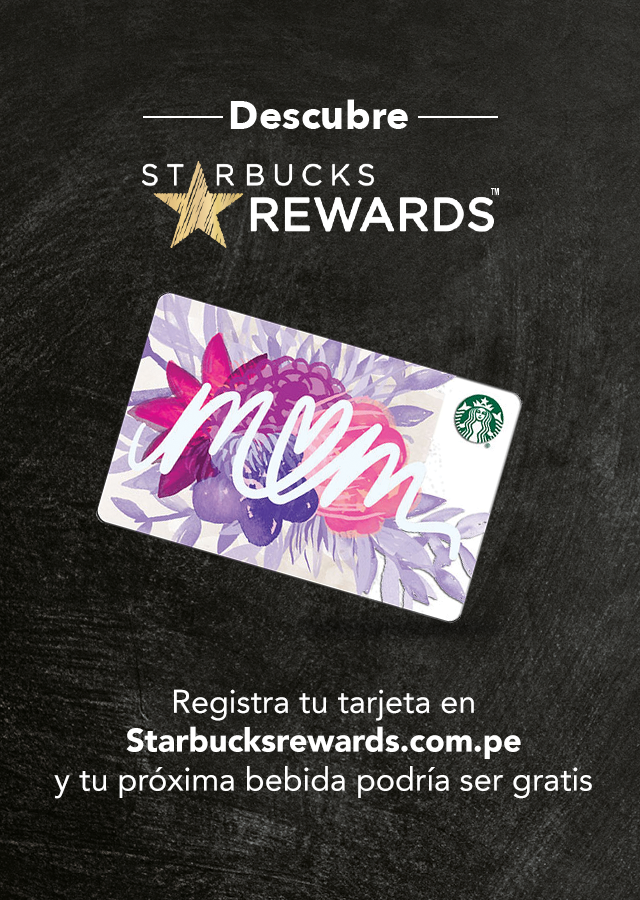 Descubre
STARBUCKS
REWARDS™
mom
®
Registra tu tarjeta en
Starbucksrewards.com.pe
y tu próxima bebida podría ser gratis